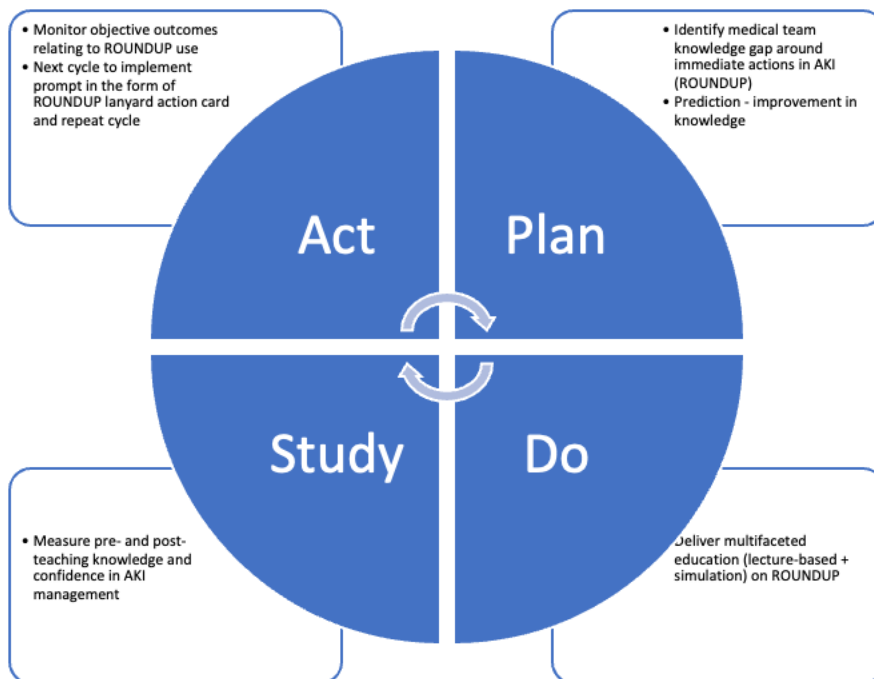 • Monitor objective outcomes
relating to ROUNDUP use
• Next cycle to implement
prompt in the form of
ROUNDUP lanyard action card
and repeat cycle
• Identify medical team
knowledge gap around
immediate actions in AKI
(ROUNDUP)
• Prediction - improvement in
knowledge
Act
Plan
Study
Do
• Measure pre- and post-
teaching knowledge and
confidence in AKI
management
Deliver multifaceted
education (lecture-based +
simulation) on ROUNDUP